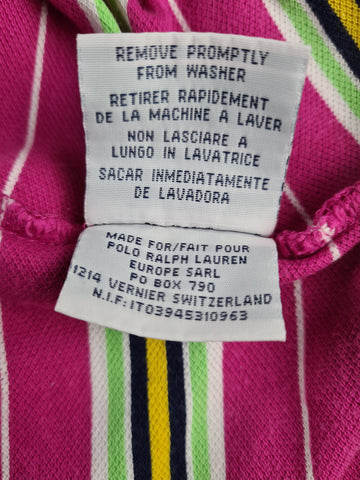 REMOVE PROMPTLY
FROM WASHER
RETIRER RAPIDEMENT
DE LA MACHINE A LAVER
NON LASCIARE A
LUNGO IN LAVATRICE
SACAR INMEDIATAMENTE
DE LAVADORA
MADE FOR/FAIT POUR
POLO RALPH LAUREN
EUROPE SARL
PO BOX 790
1214 VERNIER SWITZERLAND
N.I.F:IT03945310963